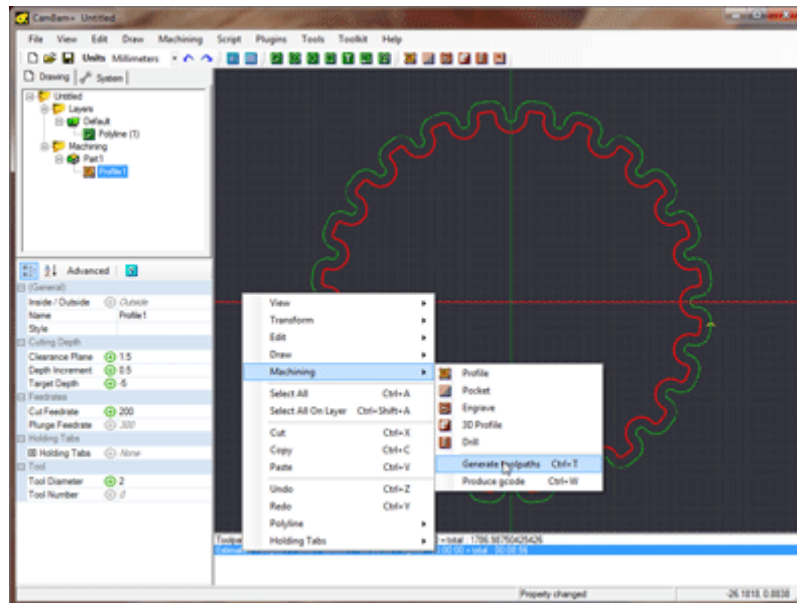 CamBam+ Untitled
File View Edit Draw Machining Script Plugins Tools Toolkit Help
Units Millimeters
Drawing System
Untitled
Layers
Default
Polyline (1)
Machining
Part1
Profile1
Advanced
(General)
Inside / Outside Outside
Name Profile1
Style
Cutting Depth
Clearance Plane 1.5
Depth Increment 0.5
Target Depth -5
Feedrates
Cut Feedrate 200
Plunge Feedrate 300
Holding Tabs
Holding Tabs None
Tool
Tool Diameter 2
Tool Number 0
View
Transform
Edit
Draw
Machining
Select All Ctrl+A
Select All On Layer Ctrl+Shift+A
Cut Ctrl+X
Copy Ctrl+C
Paste Ctrl+V
Undo Ctrl+Z
Redo Ctrl+Y
Polyline
Holding Tabs
Profile
Pocket
Engrave
3D Profile
Drill
Generate toolpaths Ctrl+T
Produce gcode Ctrl+W
Toolpa = total : 1786.98750425426
Estima 00:00 = total : 00:08:56
Property changed -26.1818, 0.8838